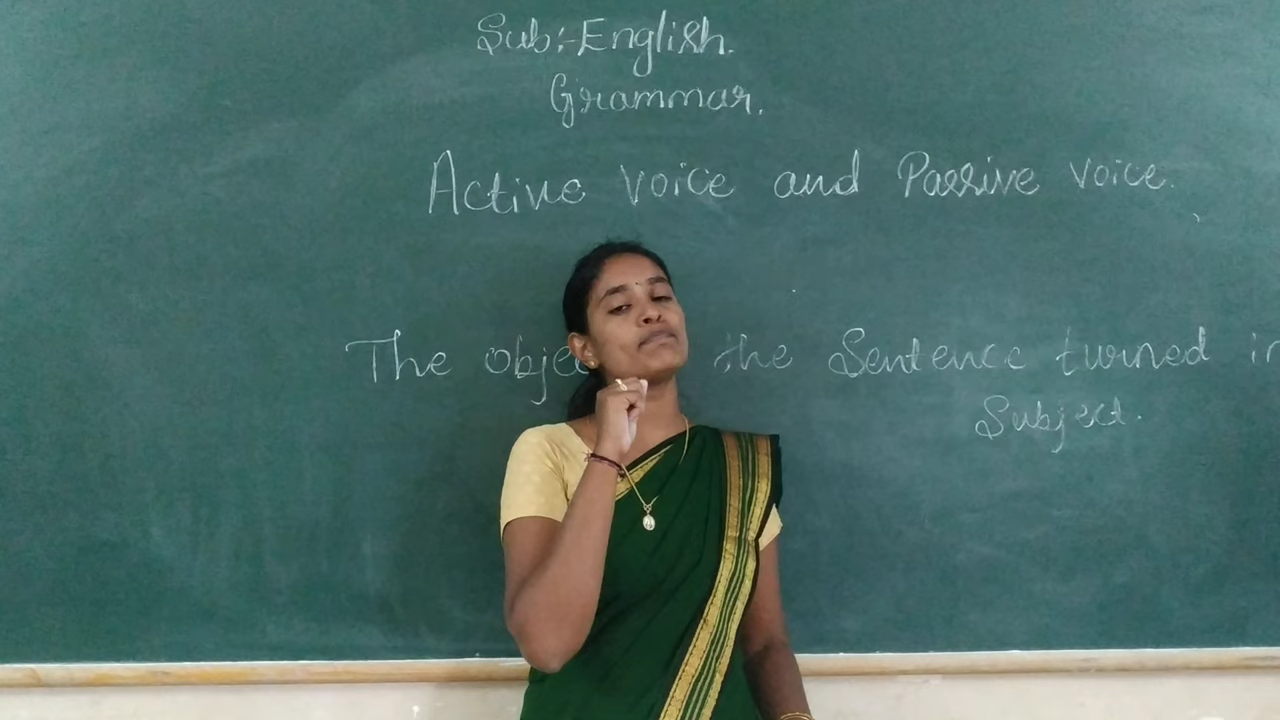 Sub:-English.
Grammar.
Active Voice and Passive Voice.
The the Sentence turned
Subject.